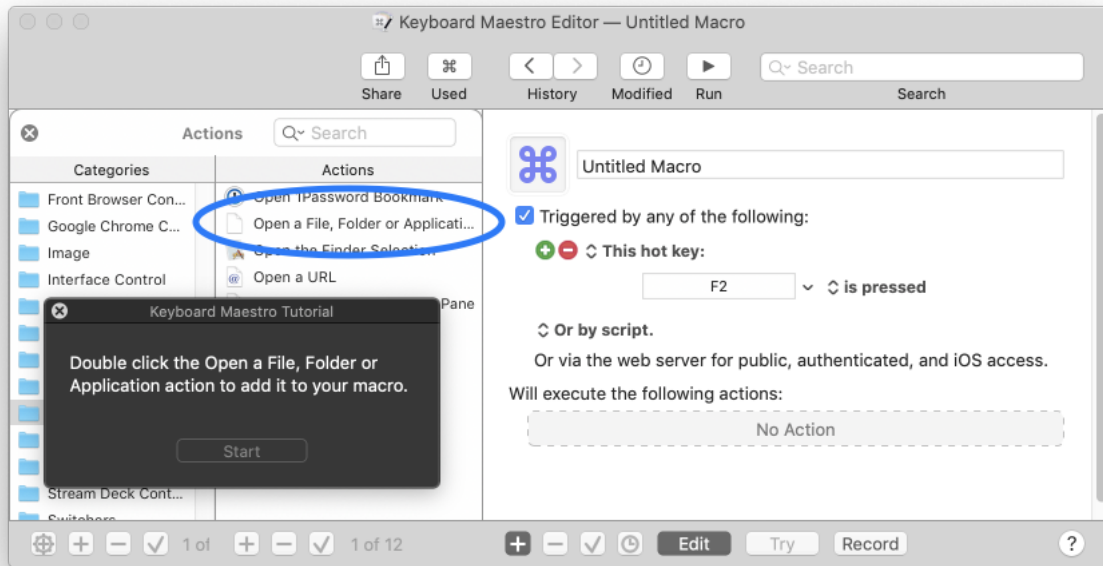 Keyboard Maestro Editor — Untitled Macro
Search
Share Used History Modified Run Search
Actions Search
Categories Actions
Untitled Macro
Front Browser Con... Open 1Password Bookmark
Google Chrome C... Open a File, Folder or Applicati...
Triggered by any of the following:
Image Open the Finder Selection
This hot key:
Interface Control Open a URL
F2 is pressed
Pane
Keyboard Maestro Tutorial
Or by script.
Double click the Open a File, Folder or
Application action to add it to your macro.
Or via the web server for public, authenticated, and iOS access.
Will execute the following actions:
No Action
Start
Stream Deck Cont...
Switchers
1 of 1 of 12 Edit Try Record ?